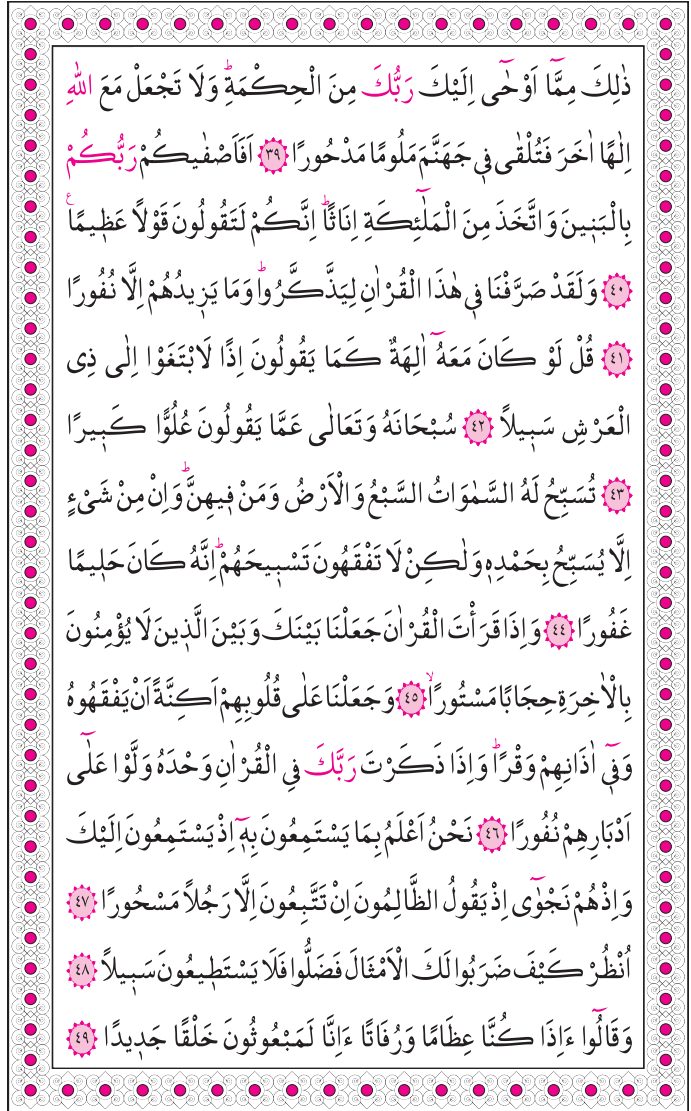 ذٰلِكَ مِمَّٓا اَوْحٰٓى اِلَيْكَ رَبُّكَ مِنَ الْحِكْمَةِۜ وَلَا تَجْعَلْ مَعَ اللّٰهِ
اِلٰهًا اٰخَرَ فَتُلْقٰى ف۪ي جَهَنَّمَ مَلُومًا مَدْحُورًا ﴿٣٩﴾ اَفَاَصْفٰيكُمْ رَبُّكُمْ
بِالْبَن۪ينَ وَاتَّخَذَ مِنَ الْمَلٰٓئِكَةِ اِنَاثًاۜ اِنَّكُمْ لَتَقُولُونَ قَوْلًا عَظ۪يمًا ع
﴿٤٠﴾ وَلَقَدْ صَرَّفْنَا ف۪ي هٰذَا الْقُرْاٰنِ لِيَذَّكَّرُواۜ وَمَا يَز۪يدُهُمْ اِلَّا نُفُورًا
﴿٤١﴾ قُلْ لَوْ كَانَ مَعَهُٓ اٰلِهَةٌ كَمَا يَقُولُونَ اِذًا لَابْتَغَوْا اِلٰى ذِي
الْعَرْشِ سَب۪يلًا ﴿٤٢﴾ سُبْحَانَهُ وَتَعَالٰى عَمَّا يَقُولُونَ عُلُوًّا كَب۪يرًا
﴿٤٣﴾ تُسَبِّحُ لَهُ السَّمٰوَاتُ السَّبْعُ وَالْاَرْضُ وَمَنْ ف۪يهِنَّۜ وَاِنْ مِنْ شَيْءٍ
اِلَّا يُسَبِّحُ بِحَمْدِه۪ وَلٰكِنْ لَا تَفْقَهُونَ تَسْب۪يحَهُمْۜ اِنَّهُ كَانَ حَل۪يمًا
غَفُورًا ﴿٤٤﴾ وَاِذَا قَرَأْتَ الْقُرْاٰنَ جَعَلْنَا بَيْنَكَ وَبَيْنَ الَّذ۪ينَ لَا يُؤْمِنُونَ
بِالْاٰخِرَةِ حِجَابًا مَسْتُورًاۙ ﴿٤٥﴾ وَجَعَلْنَا عَلٰى قُلُوبِهِمْ اَكِنَّةً اَنْ يَفْقَهُوهُ
وَف۪ٓي اٰذَانِهِمْ وَقْرًاۜ وَاِذَا ذَكَرْتَ رَبَّكَ فِي الْقُرْاٰنِ وَحْدَهُ وَلَّوْا عَلٰٓى
اَدْبَارِهِمْ نُفُورًا ﴿٤٦﴾ نَحْنُ اَعْلَمُ بِمَا يَسْتَمِعُونَ بِه۪ٓ اِذْ يَسْتَمِعُونَ اِلَيْكَ
وَاِذْ هُمْ نَجْوٰٓى اِذْ يَقُولُ الظَّالِمُونَ اِنْ تَتَّبِعُونَ اِلَّا رَجُلًا مَسْحُورًا ﴿٤٧﴾
اُنْظُرْ كَيْفَ ضَرَبُوا لَكَ الْاَمْثَالَ فَضَلُّوا فَلَا يَسْتَط۪يعُونَ سَب۪يلًا ﴿٤٨﴾
وَقَالُٓوا ءَاِذَا كُنَّا عِظَامًا وَرُفَاتًا ءَاِنَّا لَمَبْعُوثُونَ خَلْقًا جَد۪يدًا ﴿٤٩﴾